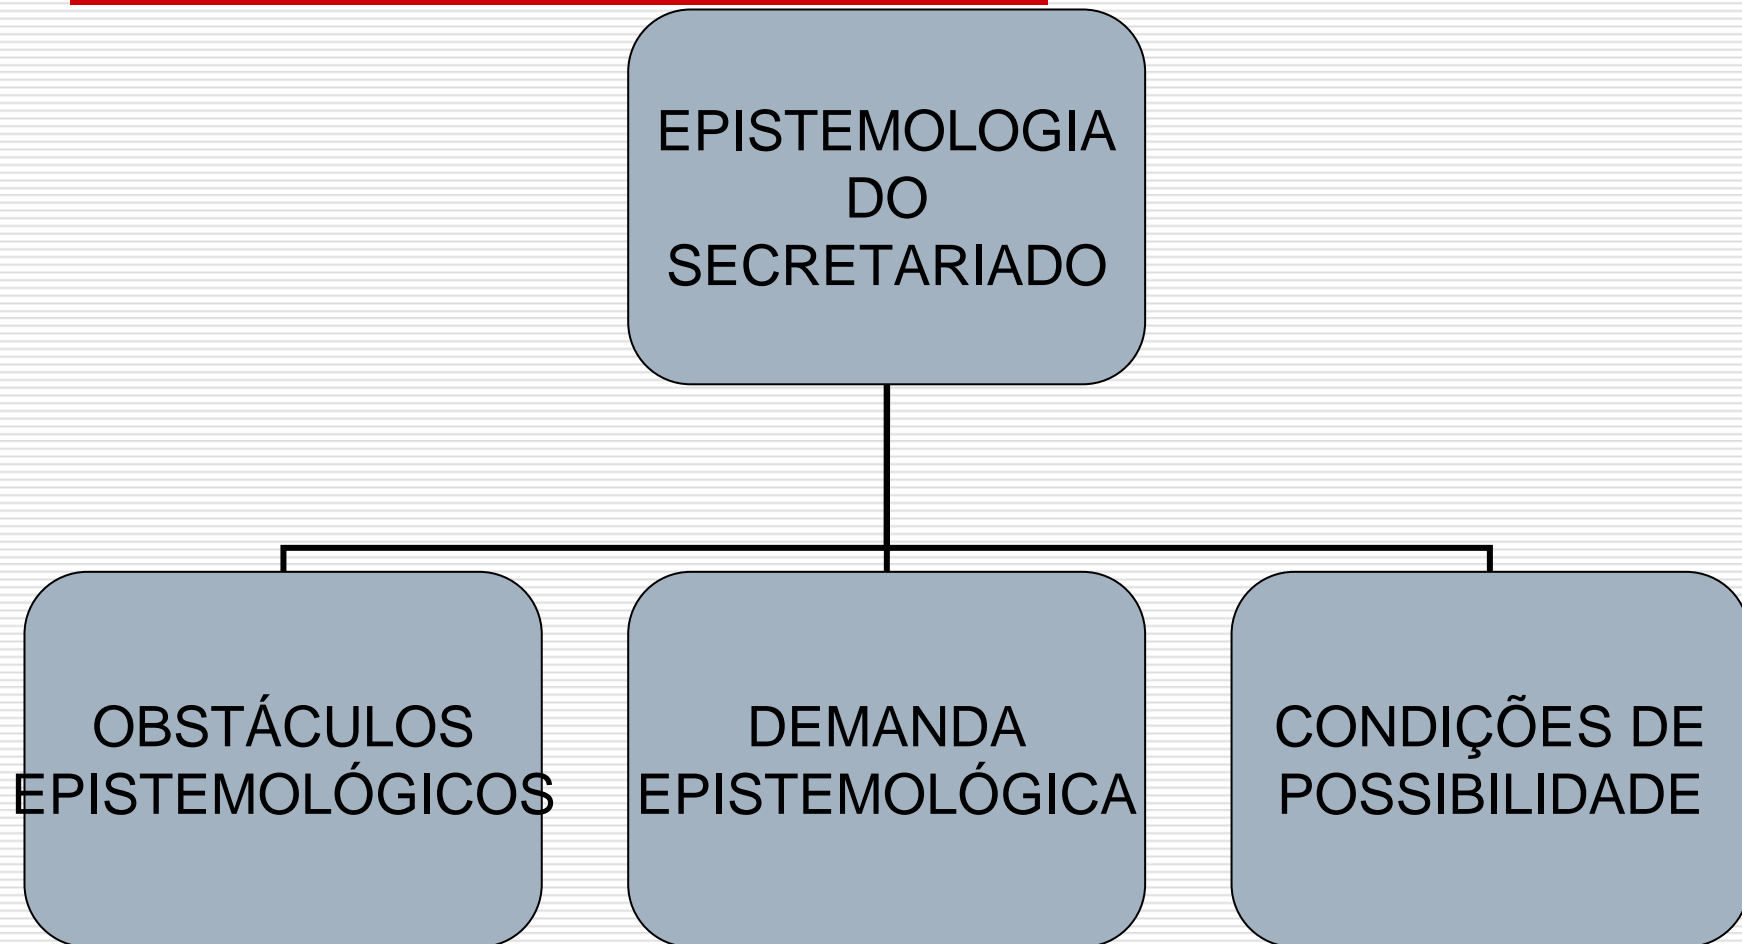 EPISTEMOLOGIA
DO
SECRETARIADO
OBSTÁCULOS
EPISTEMOLÓGICOS
DEMANDA
EPISTEMOLÓGICA
CONDIÇÕES DE
POSSIBILIDADE